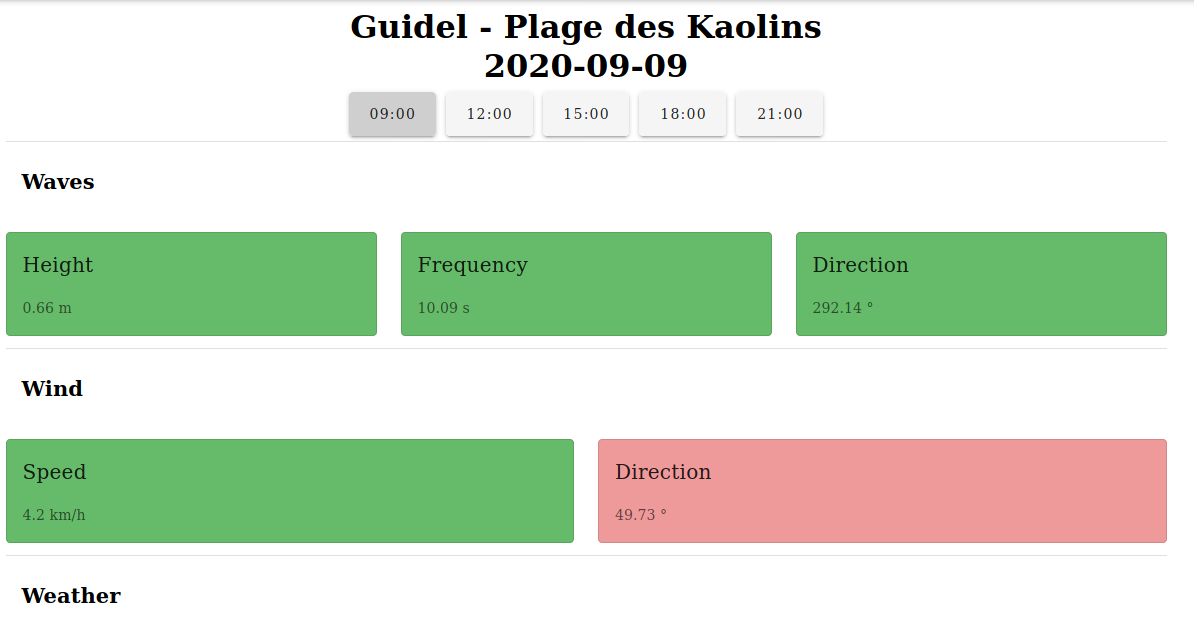 Guidel - Plage des Kaolins
2020-09-09
09:00 12:00 15:00 18:00 21:00
Waves
Height Frequency Direction
0.66 m 10.09 s 292.14 °
Wind
Speed Direction
4.2 km/h 49.73 °
Weather